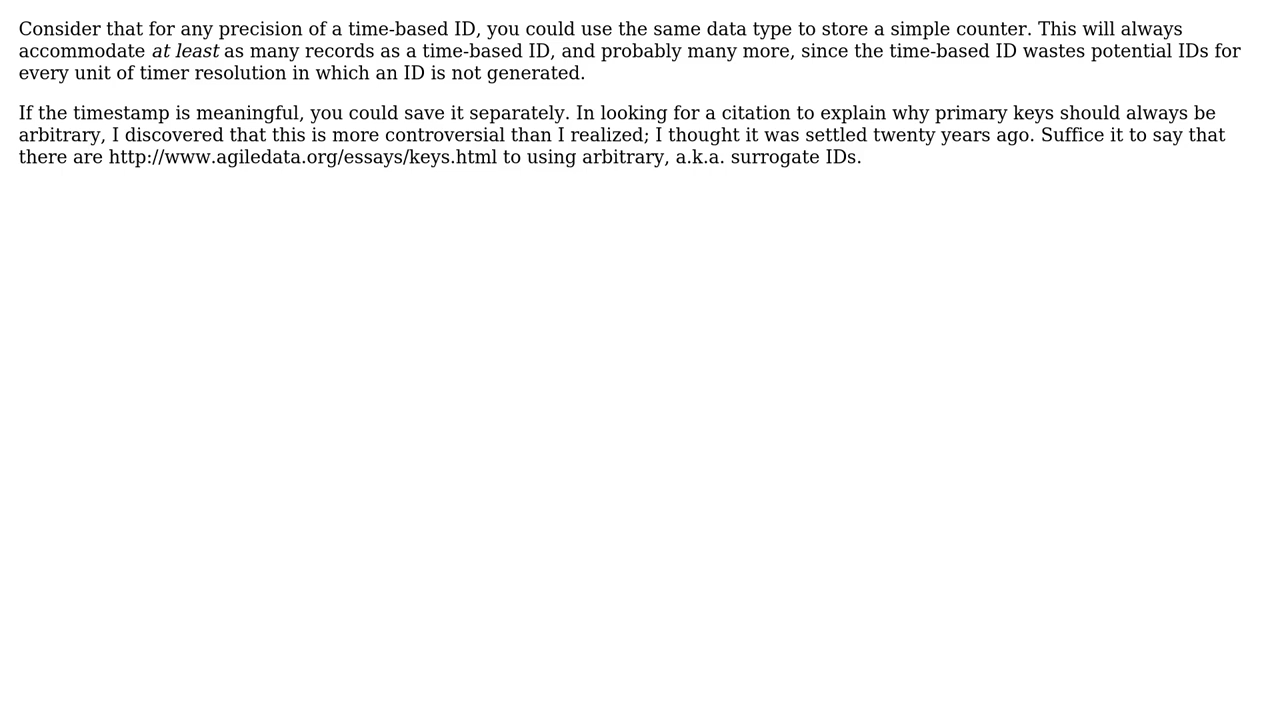 Consider that for any precision of a time-based ID, you could use the same data type to store a simple counter. This will always
accommodate at least as many records as a time-based ID, and probably many more, since the time-based ID wastes potential IDs for
every unit of timer resolution in which an ID is not generated.
If the timestamp is meaningful, you could save it separately. In looking for a citation to explain why primary keys should always be
arbitrary, I discovered that this is more controversial than I realized; I thought it was settled twenty years ago. Suffice it to say that
there are http://www.agiledata.org/essays/keys.html to using arbitrary, a.k.a. surrogate IDs.